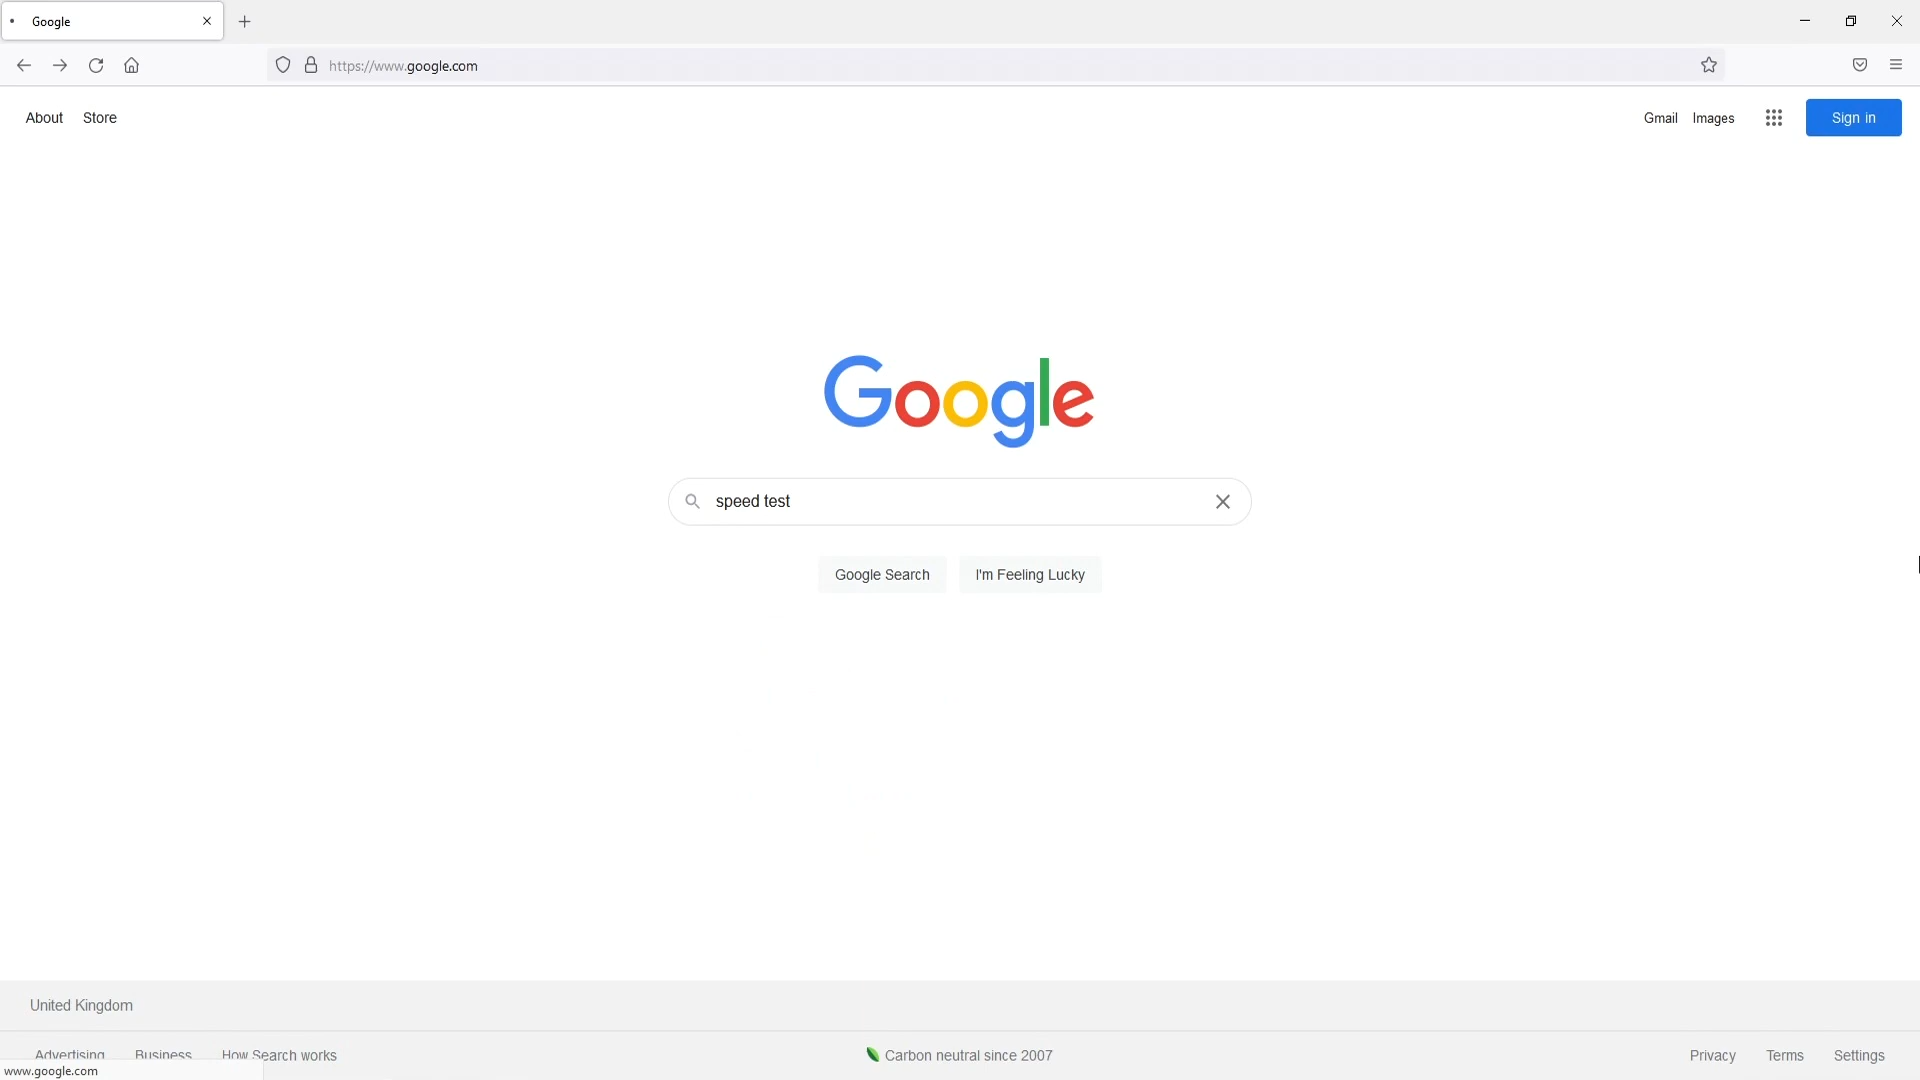 Google
https://www.google.com
About Store
Gmail Images Sign in
Google
speed test
Google Search I'm Feeling Lucky
United Kingdom
Advertising Business How Search works
Carbon neutral since 2007
Privacy Terms Settings
www.google.com